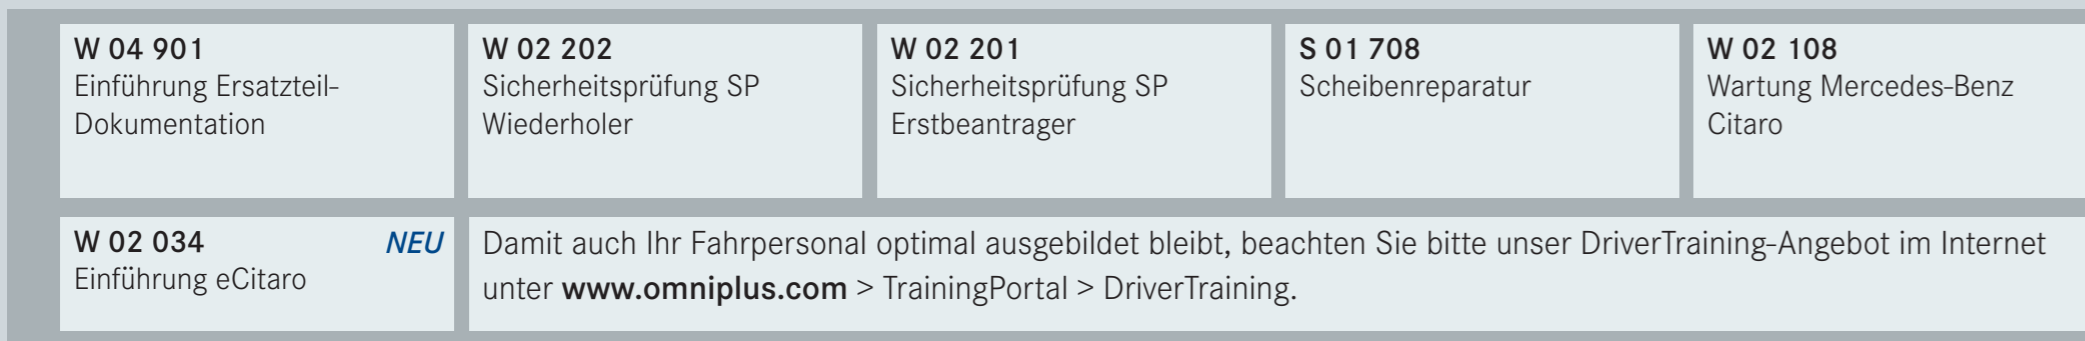 W 04 901
Einführung Ersatzteil-
Dokumentation
W 02 202
Sicherheitsprüfung SP
Wiederholer
W 02 201
Sicherheitsprüfung SP
Erstbeantrager
S 01 708
Scheibenreparatur
W 02 108
Wartung Mercedes-Benz
Citaro
W 02 034 NEU
Einführung eCitaro
Damit auch Ihr Fahrpersonal optimal ausgebildet bleibt, beachten Sie bitte unser DriverTraining-Angebot im Internet
unter www.omniplus.com > TrainingPortal > DriverTraining.